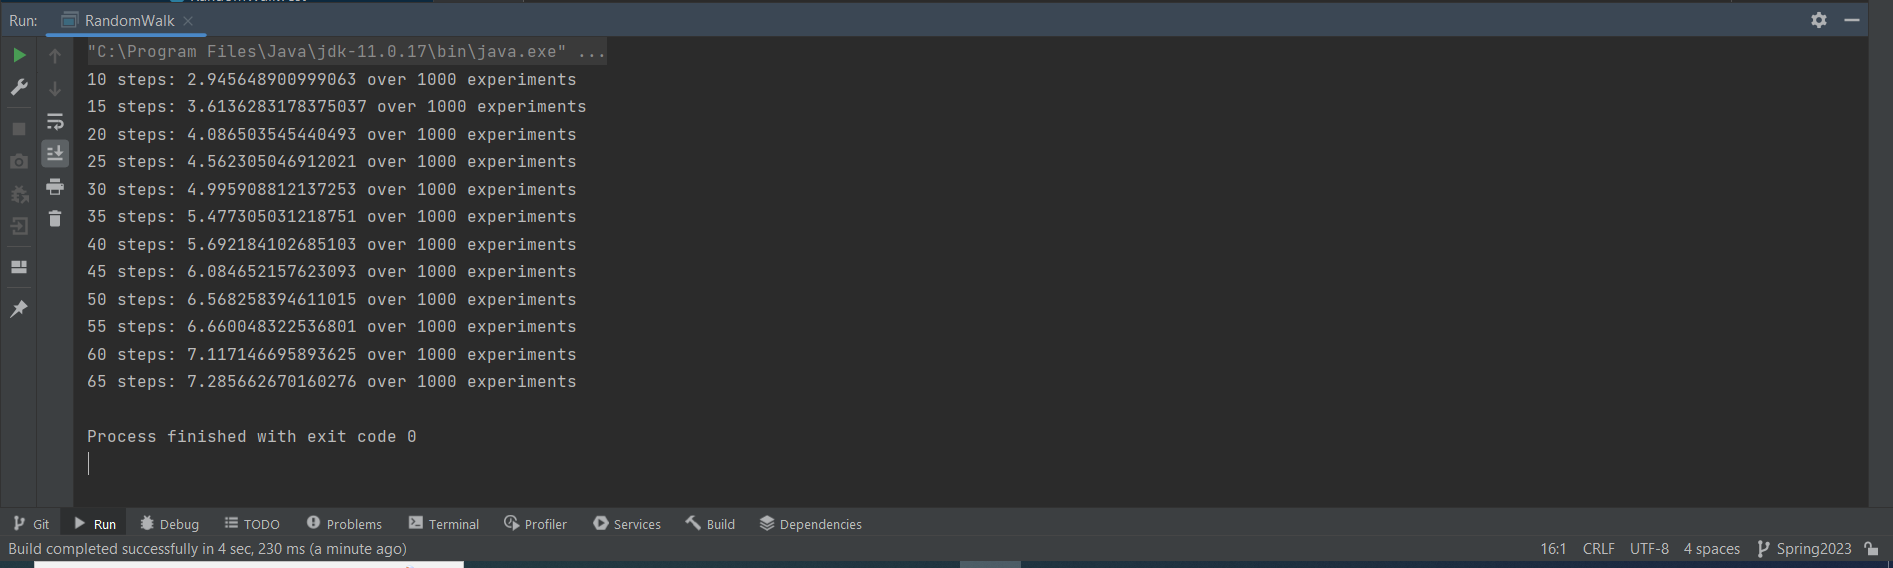 Run: RandomWalk
"C:\Program Files\Java\jdk-11.0.17\bin\java.exe" ...
10 steps: 2.945648900999063 over 1000 experiments
15 steps: 3.6136283178375037 over 1000 experiments
20 steps: 4.086503545440493 over 1000 experiments
25 steps: 4.562305046912021 over 1000 experiments
30 steps: 4.995908812137253 over 1000 experiments
35 steps: 5.477305031218751 over 1000 experiments
40 steps: 5.692184102685103 over 1000 experiments
45 steps: 6.084652157623093 over 1000 experiments
50 steps: 6.568258394611015 over 1000 experiments
55 steps: 6.660048322536801 over 1000 experiments
60 steps: 7.117146695893625 over 1000 experiments
65 steps: 7.285662670160276 over 1000 experiments
Process finished with exit code 0
Git Run Debug TODO Problems Terminal Profiler Services Build Dependencies
Build completed successfully in 4 sec, 230 ms (a minute ago) 16:1 CRLF UTF-8 4 spaces Spring2023